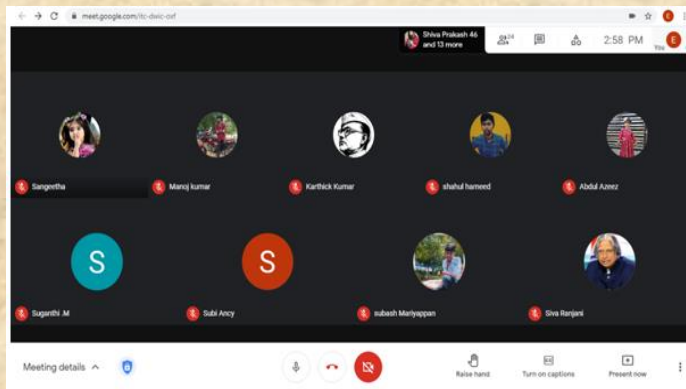 meet.google.com/itc-dwic-oxf
E
Shiva Prakash 46
and 13 more
24
2:58 PM
You
E
Sangeetha
Manoj kumar
Karthick Kumar
shahul hameed
Abdul Azeez
S
S
Suganthi .M
Subi Ancy
subash Mariyappan
Siva Ranjani
Meeting details
Raise hand
Turn on captions
Present now